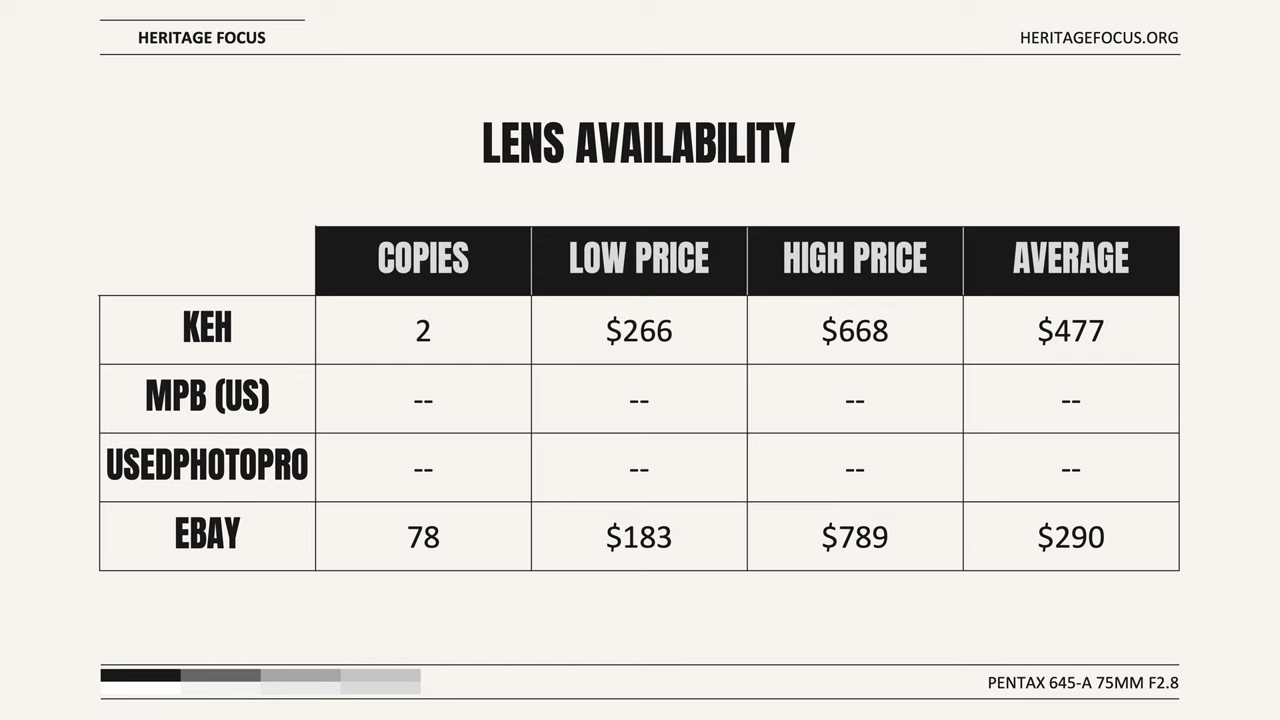 HERITAGE FOCUS
HERITAGEFOCUS.ORG
LENS AVAILABILITY
COPIES LOW PRICE HIGH PRICE AVERAGE
KEH 2 $266 $668 $477
MPB (US) -- -- -- --
USEDPHOTOPRO -- -- -- --
EBAY 78 $183 $789 $290
PENTAX 645-A 75MM F2.8